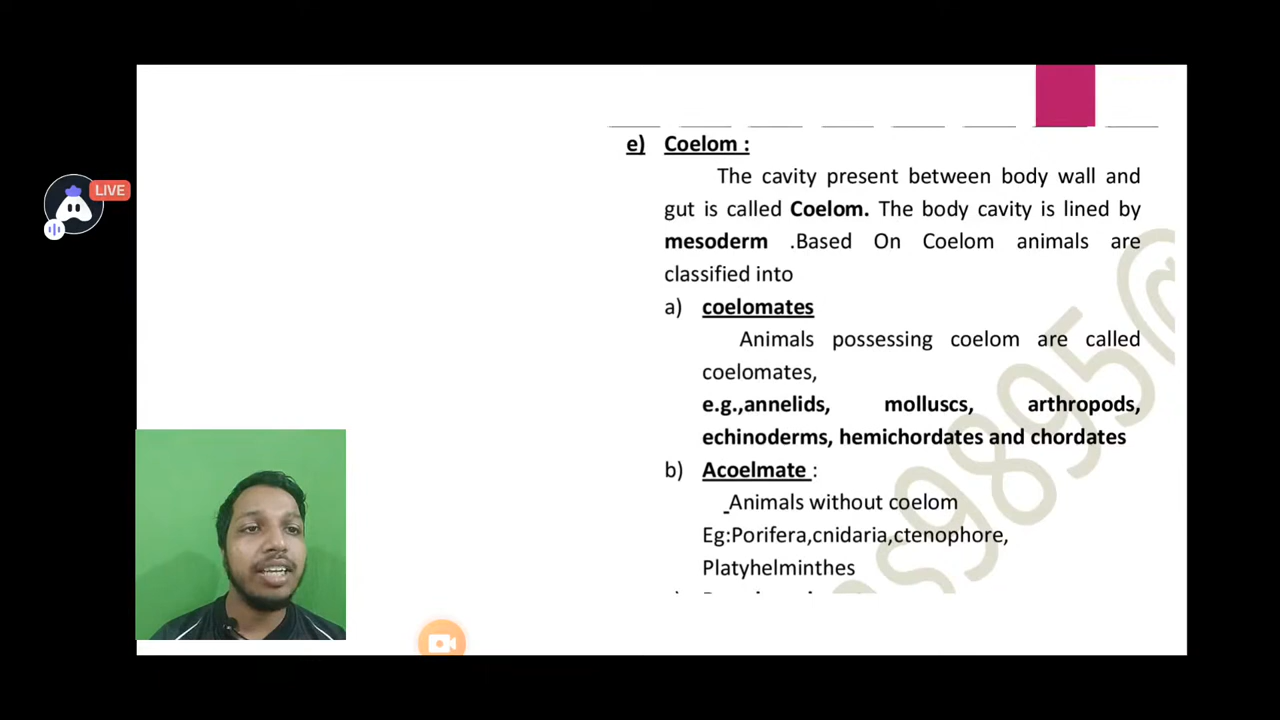 LIVE
e) Coelom :
The cavity present between body wall and
gut is called Coelom. The body cavity is lined by
mesoderm .Based On Coelom animals are
classified into
a) coelomates
Animals possessing coelom are called
coelomates,
e.g.,annelids, molluscs, arthropods,
echinoderms, hemichordates and chordates
b) Acoelmate :
_Animals without coelom
Eg:Porifera,cnidaria,ctenophore,
Platyhelminthes